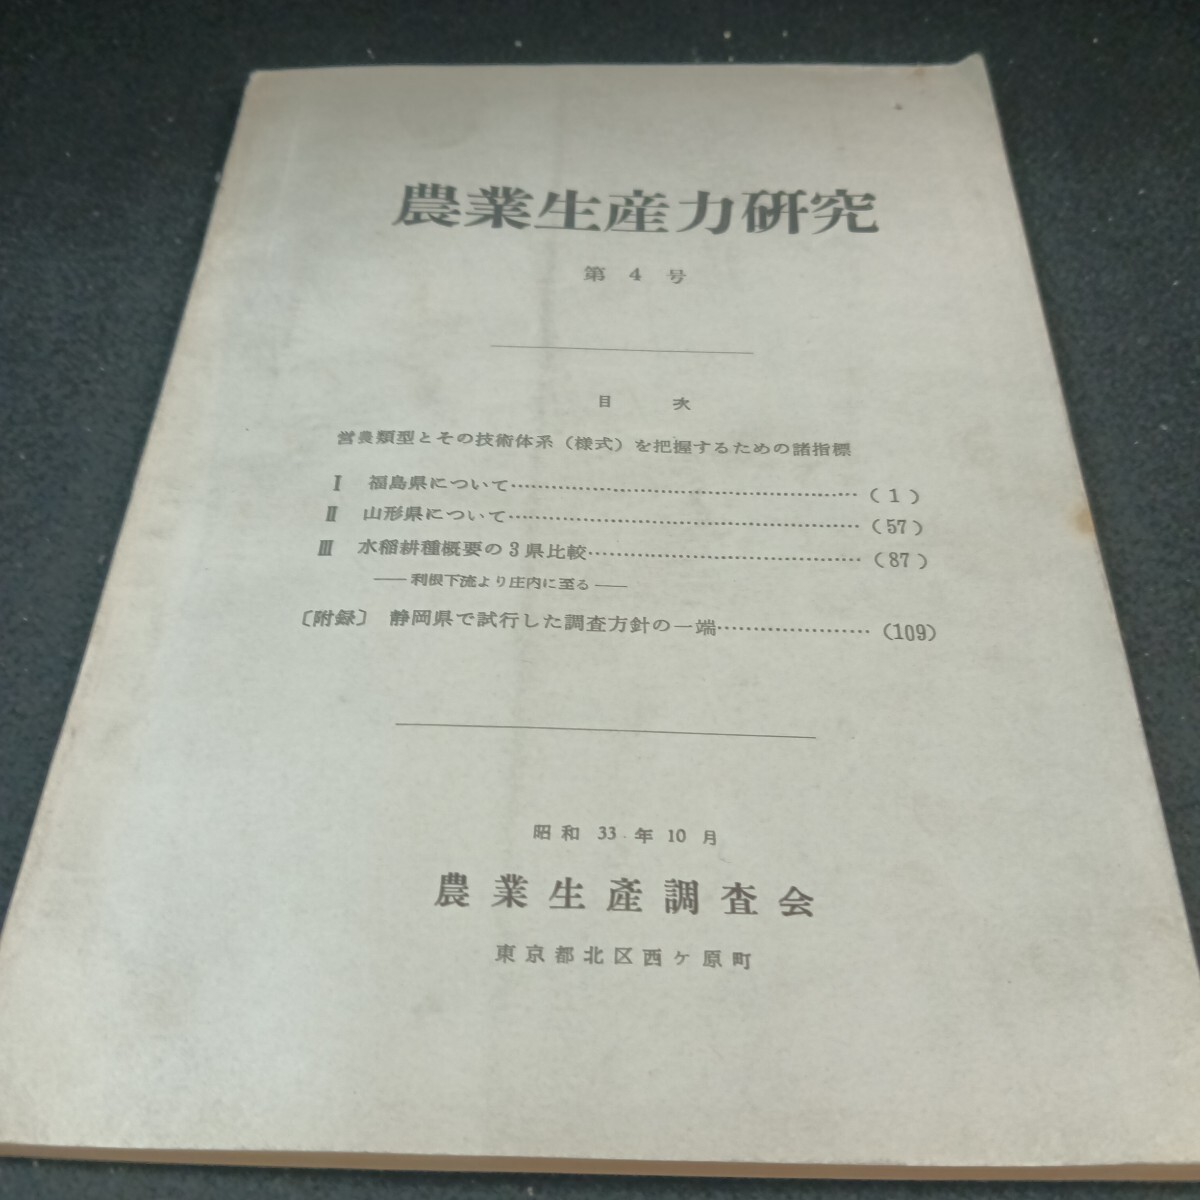 農業生産力研究
第4号
目次
営農類型とその技術体系（様式）を把握するための諸指標
Ⅰ 福島県について……………………………………………（1）
Ⅱ 山形県について……………………………………………（57）
Ⅲ 水稲耕種概要の3県比較…………………………………（87）
――利根下流より庄内に至る――
〔附録〕 静岡県で試行した調査方針の一端…………………（109）
昭和33年10月
農業生産調査会
東京都北区西ケ原町